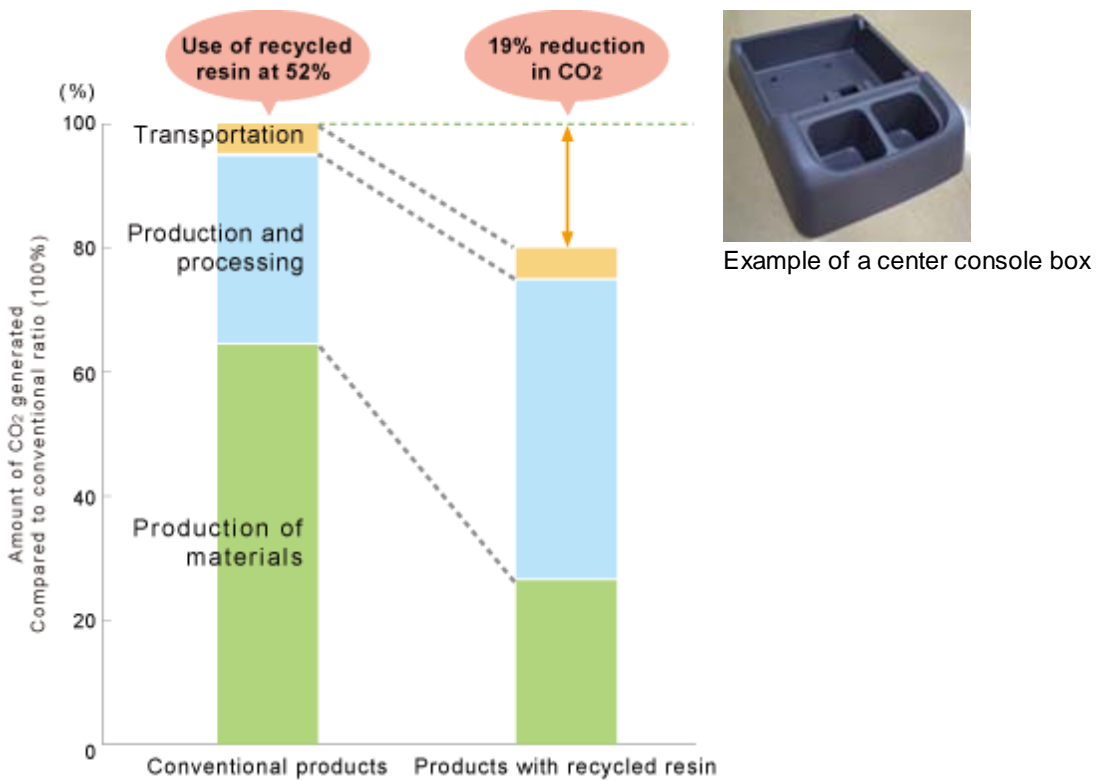 Use of recycled
resin at 52%
19% reduction
in CO2
(%)
100
80
60
40
20
0
Amount of CO2 generated
Compared to conventional ratio (100%)
Transportation
Production and
processing
Production of
materials
Conventional products
Products with recycled resin
Example of a center console box